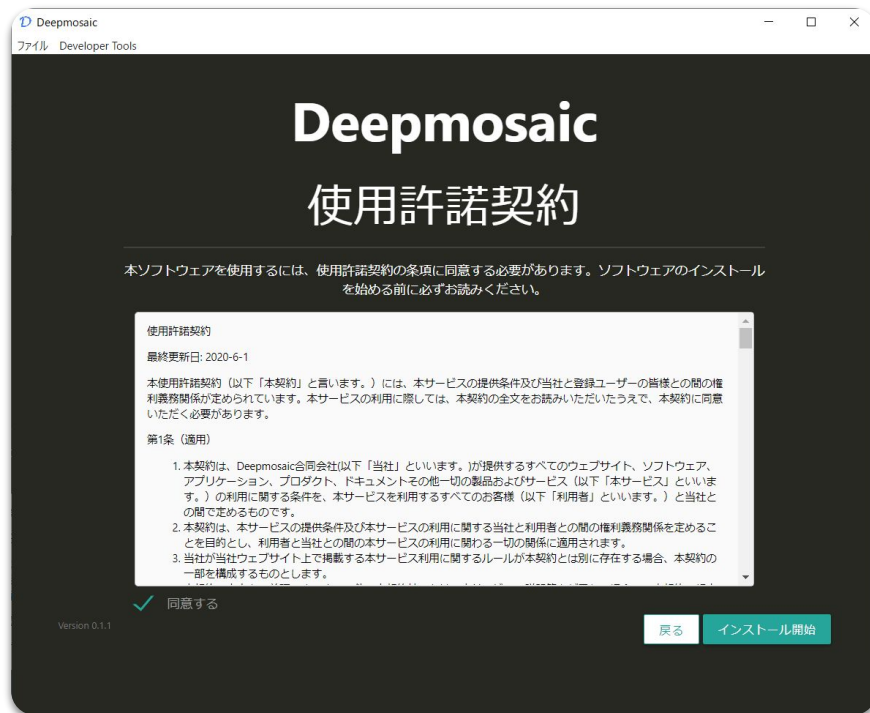 Deepmosaic
ファイル Developer Tools
Deepmosaic
使用許諾契約
本ソフトウェアを使用するには、使用許諾契約の条項に同意する必要があります。ソフトウェアのインストール
を始める前に必ずお読みください。
使用許諾契約
最終更新日: 2020-6-1
本使用許諾契約（以下「本契約」と言います。）には、本サービスの提供条件及び当社と登録ユーザーの皆様との間の権
利義務関係が定められています。本サービスの利用に際しては、本契約の全文をお読みいただいたうえで、本契約に同意
いただく必要があります。
第1条（適用）
1. 本契約は、Deepmosaic合同会社(以下「当社」といいます。)が提供するすべてのウェブサイト、ソフトウェア、
アプリケーション、プロダクト、ドキュメントその他一切の製品およびサービス（以下「本サービス」といいま
す。）の利用に関する条件を、本サービスを利用するすべてのお客様（以下「利用者」といいます。）と当社と
の間で定めるものです。
2. 本契約は、本サービスの提供条件及び本サービスの利用に関する当社と利用者との間の権利義務関係を定めるこ
とを目的とし、利用者と当社との間の本サービスの利用に関わる一切の関係に適用されます。
3. 当社が当社ウェブサイト上で掲載する本サービス利用に関するルールが本契約とは別に存在する場合、本契約の
一部を構成するものとします。
同意する
Version 0.1.1
戻る インストール開始